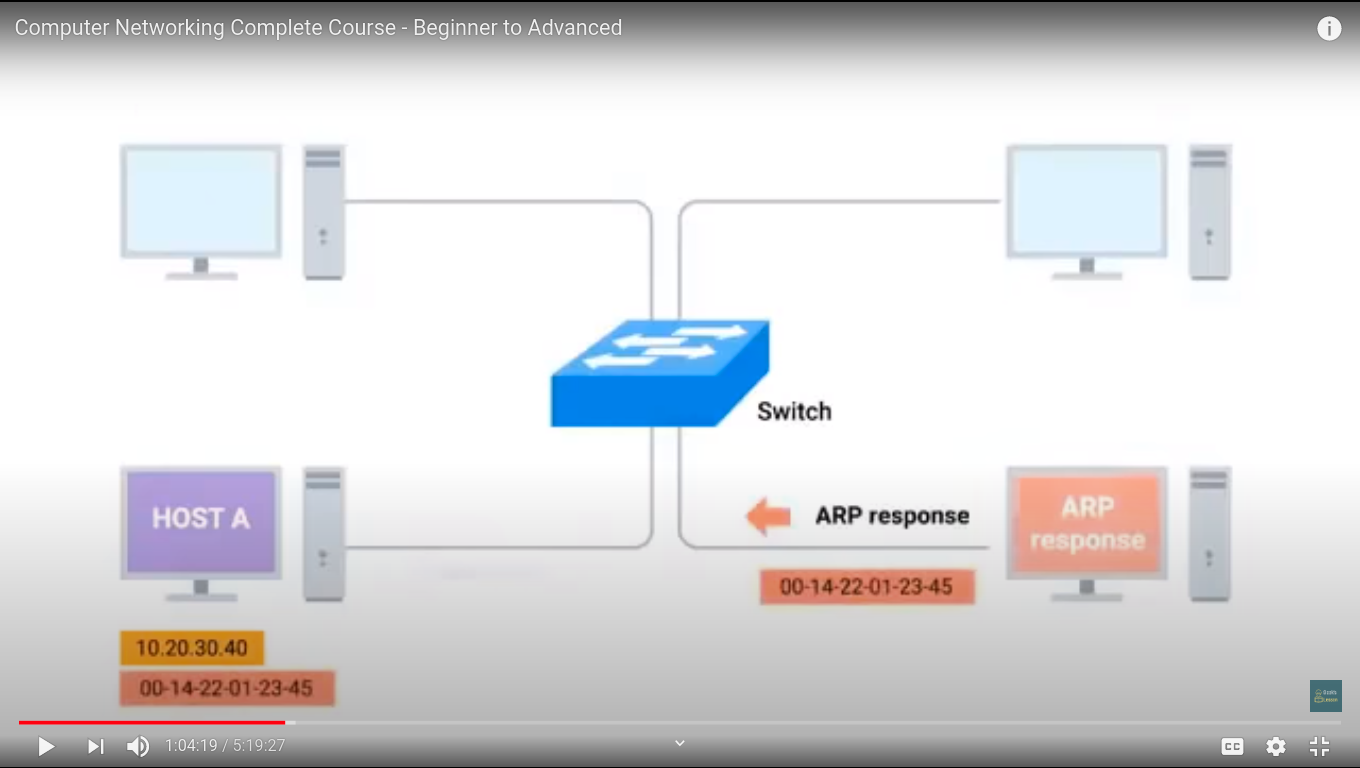 Computer Networking Complete Course - Beginner to Advanced
Switch
HOST A
ARP response
ARP
response
00-14-22-01-23-45
10.20.30.40
00-14-22-01-23-45
1:04:19 / 5:19:27
CC